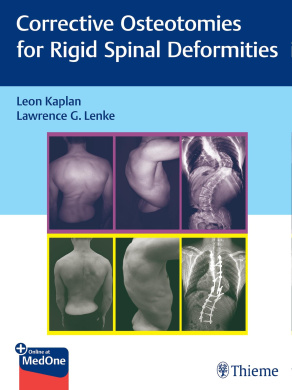 Corrective Osteotomies
for Rigid Spinal Deformities
Leon Kaplan
Lawrence G. Lenke
+ Online at
MedOne
Thieme